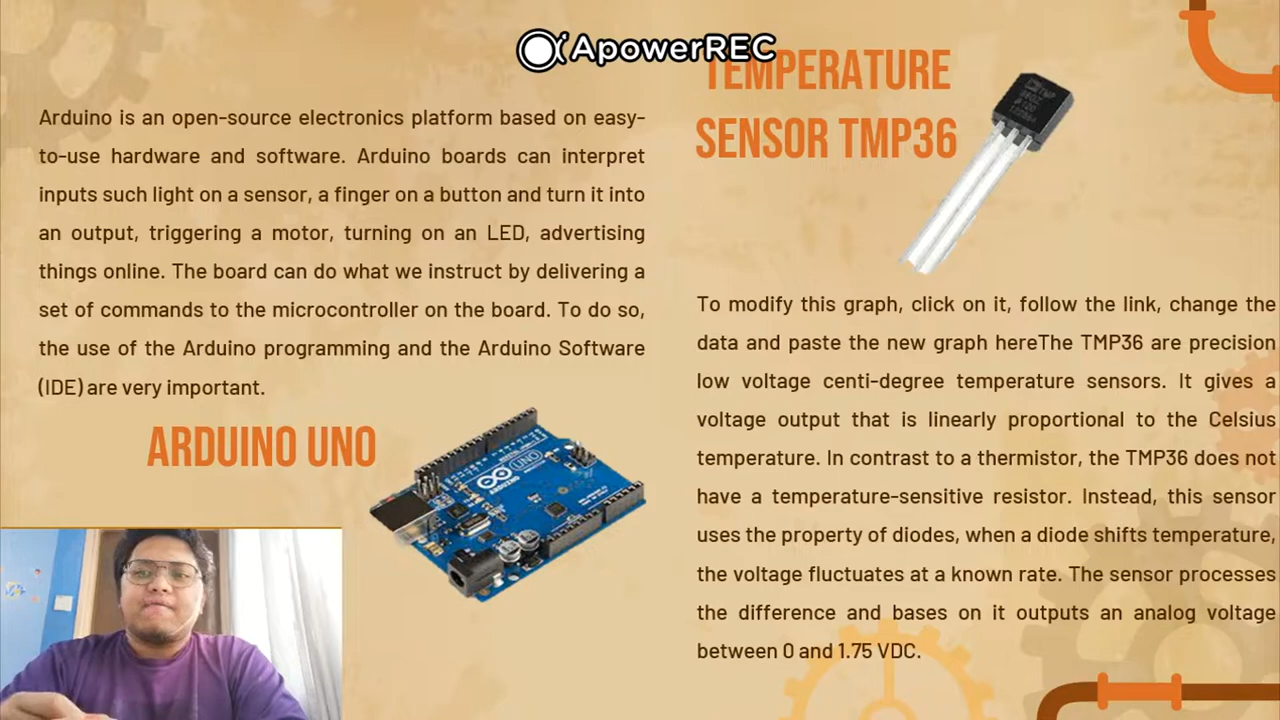 ApowerREC
Arduino is an open-source electronics platform based on easy-
to-use hardware and software. Arduino boards can interpret
inputs such light on a sensor, a finger on a button and turn it into
an output, triggering a motor, turning on an LED, advertising
things online. The board can do what we instruct by delivering a
set of commands to the microcontroller on the board. To do so,
the use of the Arduino programming and the Arduino Software
(IDE) are very important.
ARDUINO UNO
UNO
ARDUINO
TEMPERATURE
SENSOR TMP36
TMP
To modify this graph, click on it, follow the link, change the
data and paste the new graph hereThe TMP36 are precision
low voltage centi-degree temperature sensors. It gives a
voltage output that is linearly proportional to the Celsius
temperature. In contrast to a thermistor, the TMP36 does not
have a temperature-sensitive resistor. Instead, this sensor
uses the property of diodes, when a diode shifts temperature,
the voltage fluctuates at a known rate. The sensor processes
the difference and bases on it outputs an analog voltage
between 0 and 1.75 VDC.